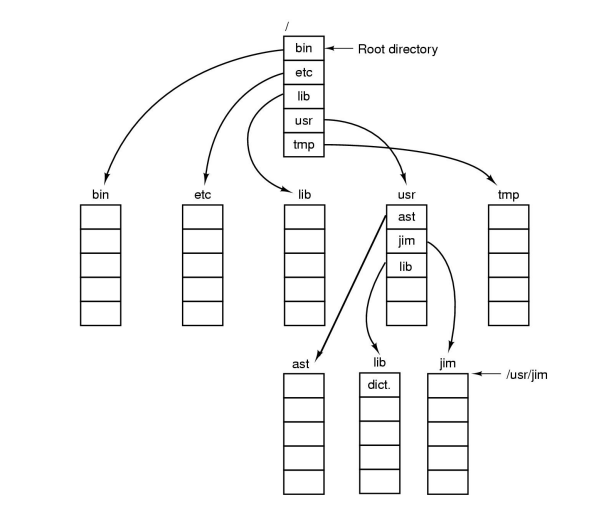 /
bin
Root directory
etc
lib
usr
tmp
bin
etc
lib
usr
tmp
ast
jim
lib
ast
lib
jim
dict.
/usr/jim